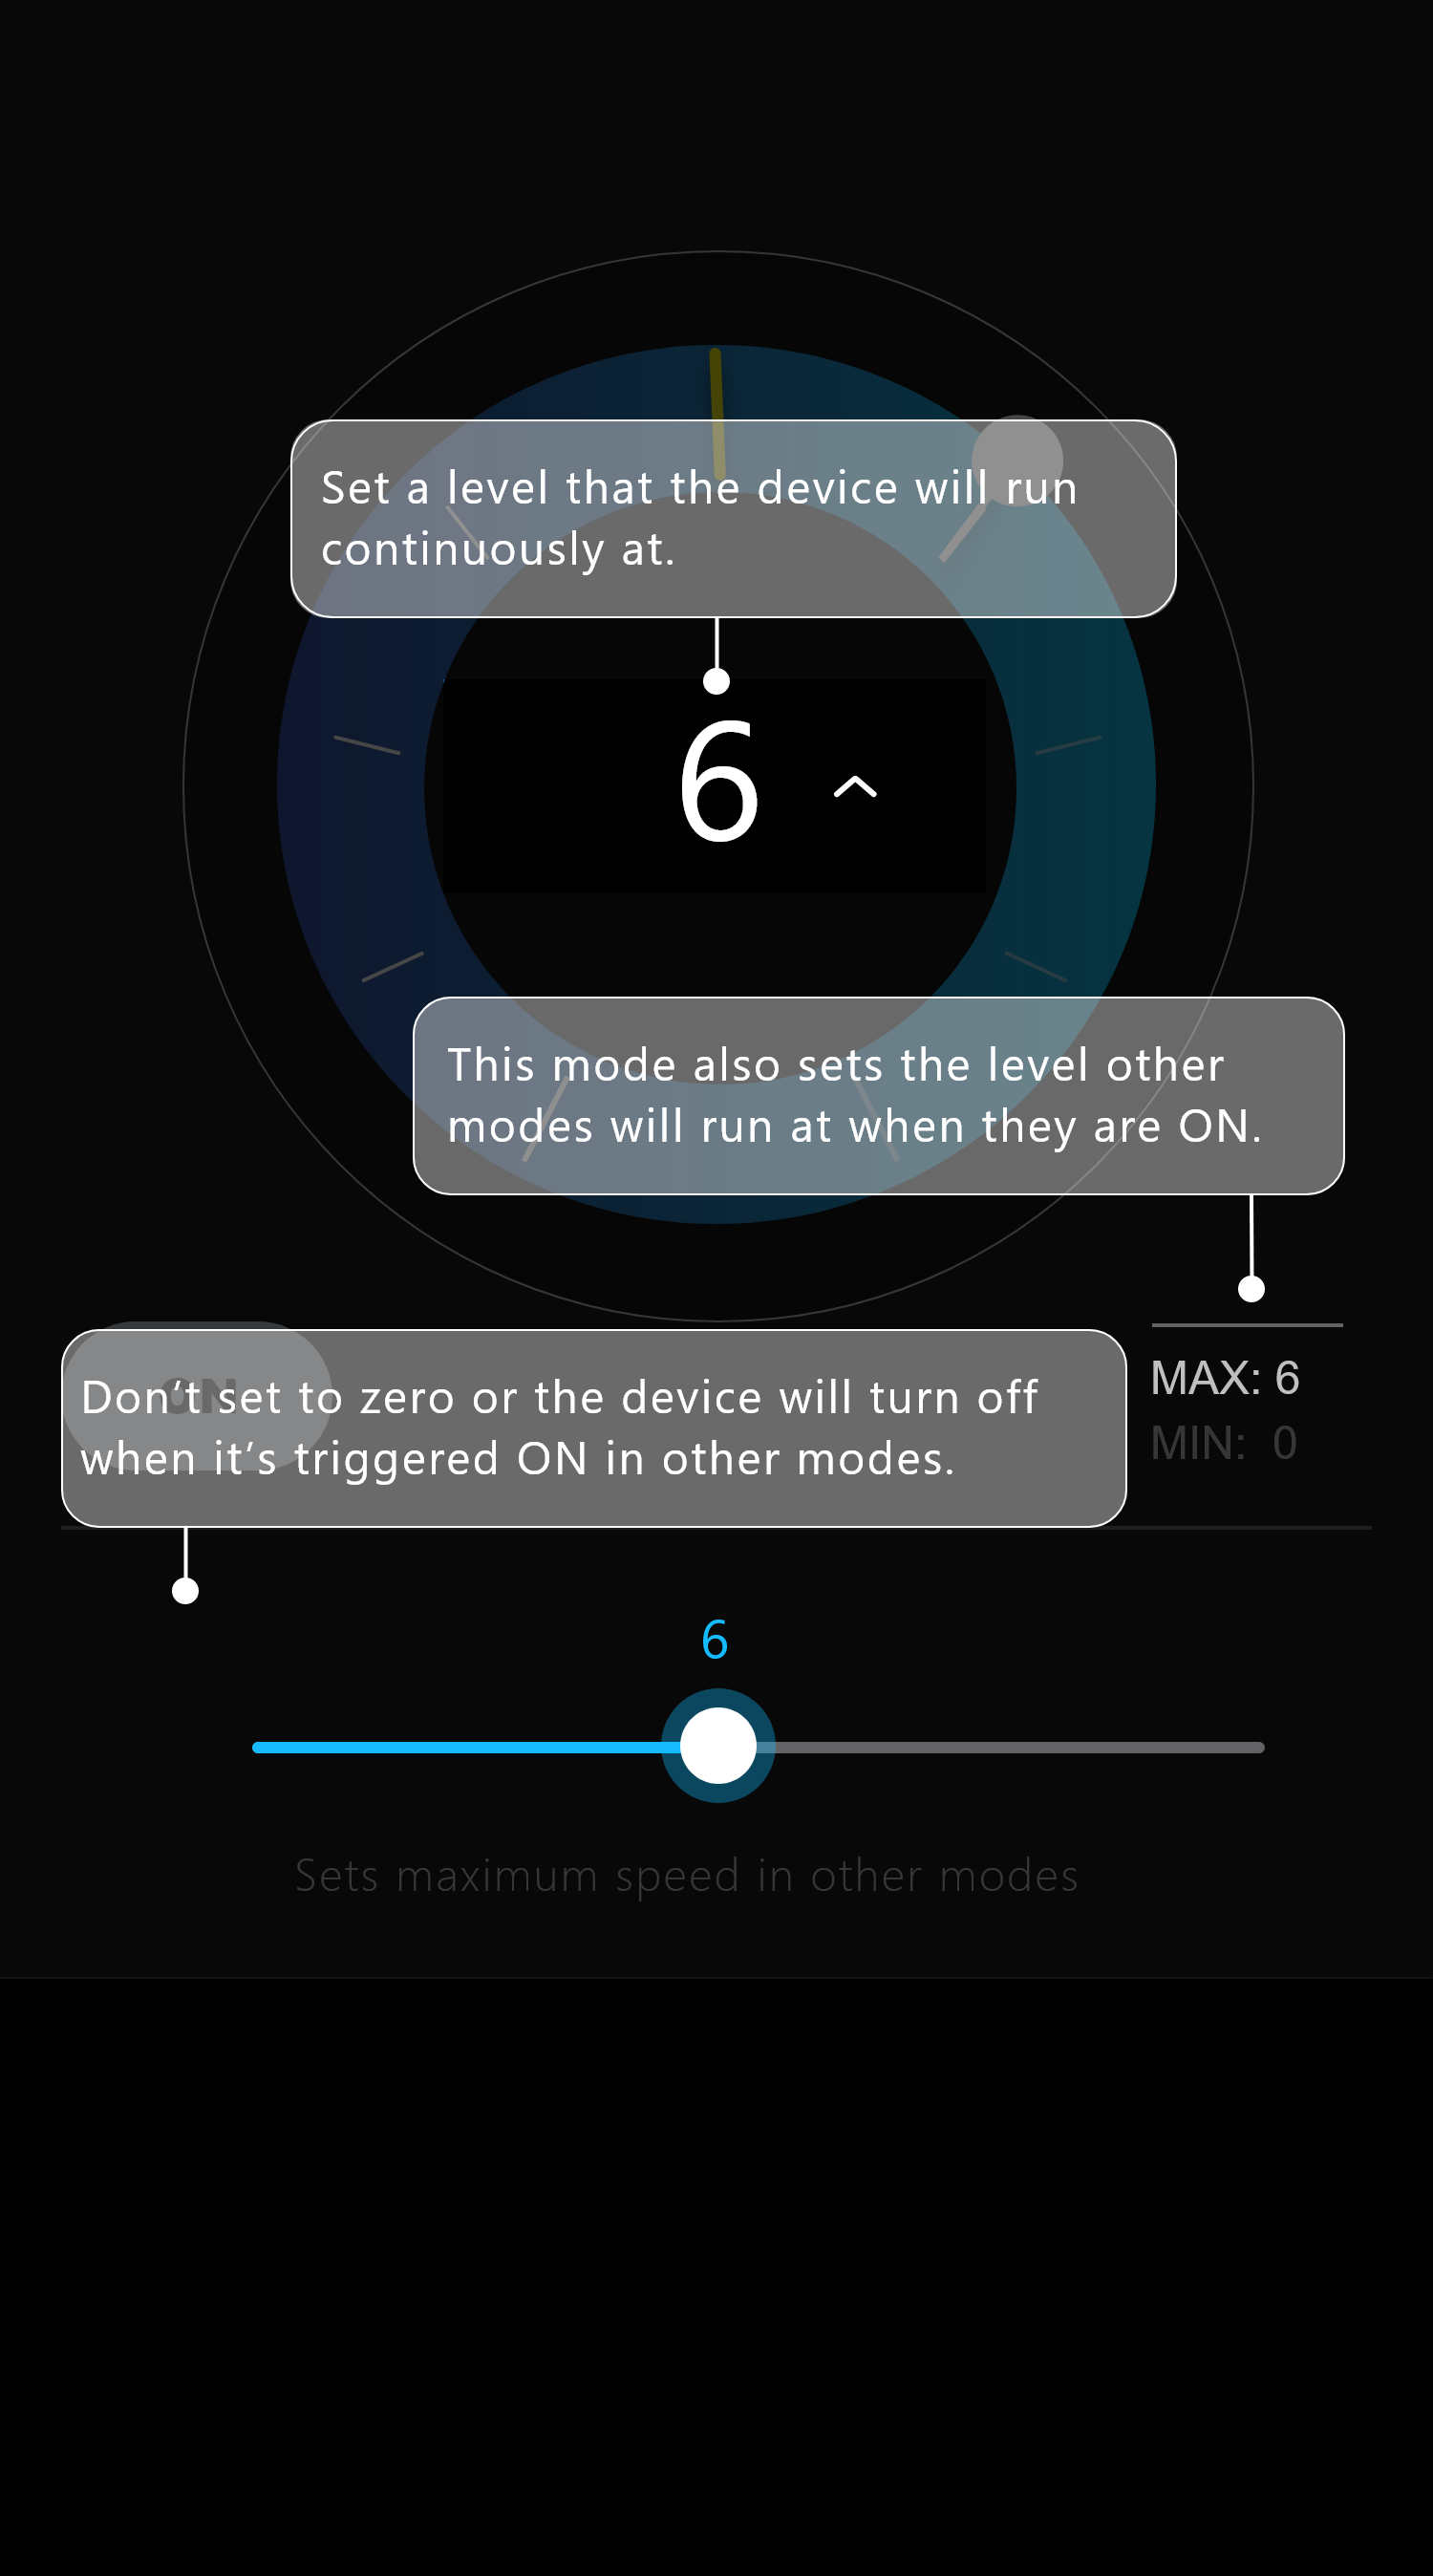 Set a level that the device will run
continuously at.
6
This mode also sets the level other
modes will run at when they are ON.
MAX: 6
MIN: 0
ON
Don’t set to zero or the device will turn off
when it’s triggered ON in other modes.
6
Sets maximum speed in other modes